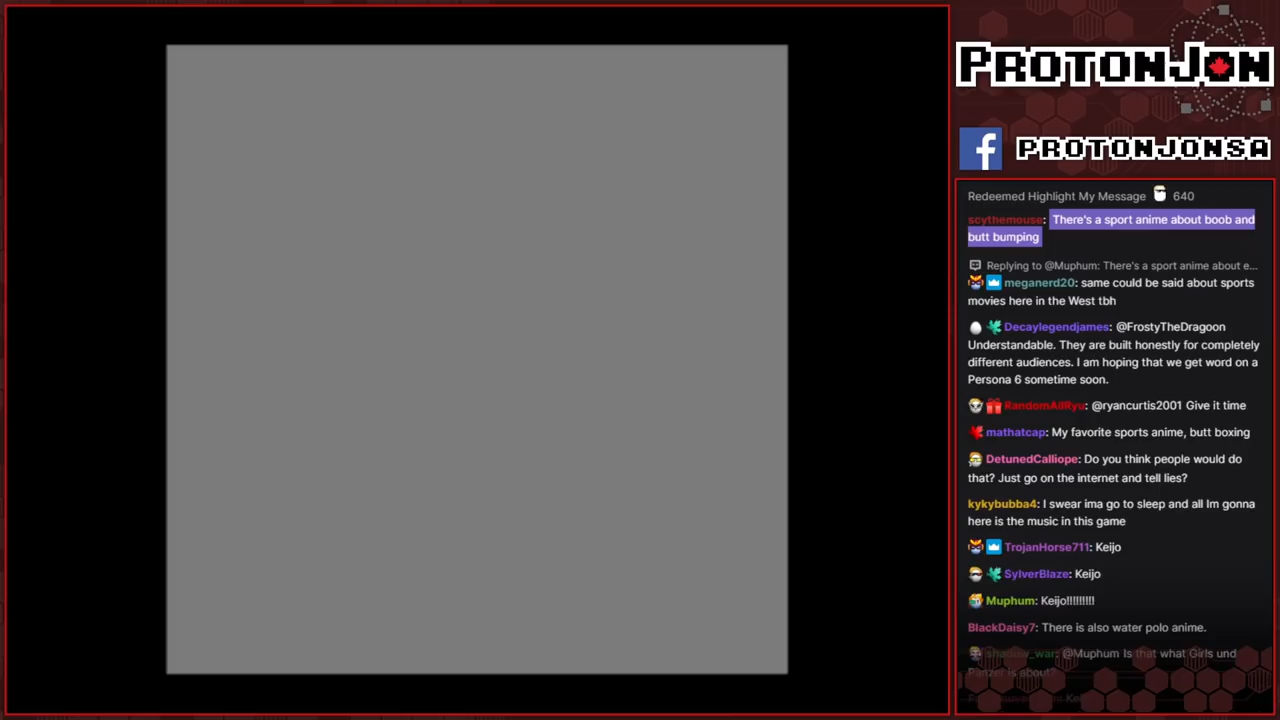 PROTONJON
PROTONJONSA
Redeemed Highlight My Message 640
scythemouse: There's a sport anime about boob and
butt bumping
Replying to @Muphum: There's a sport anime about e...
meganerd20: same could be said about sports
movies here in the West tbh
Decaylegendjames: @FrostyTheDragoon
Understandable. They are built honestly for completely
different audiences. I am hoping that we get word on a
Persona 6 sometime soon.
RandomAllRyu: @ryancurtis2001 Give it time
mathatcap: My favorite sports anime, butt boxing
DetunedCalliope: Do you think people would do
that? Just go on the internet and tell lies?
kykybubba4: I swear ima go to sleep and all Im gonna
here is the music in this game
TrojanHorse711: Keijo
SylverBlaze: Keijo
Muphum: Keijo!!!!!!!!!
BlackDaisy7: There is also water polo anime.
shadow_war: @Muphum Is that what Girls und
Panzer is about?